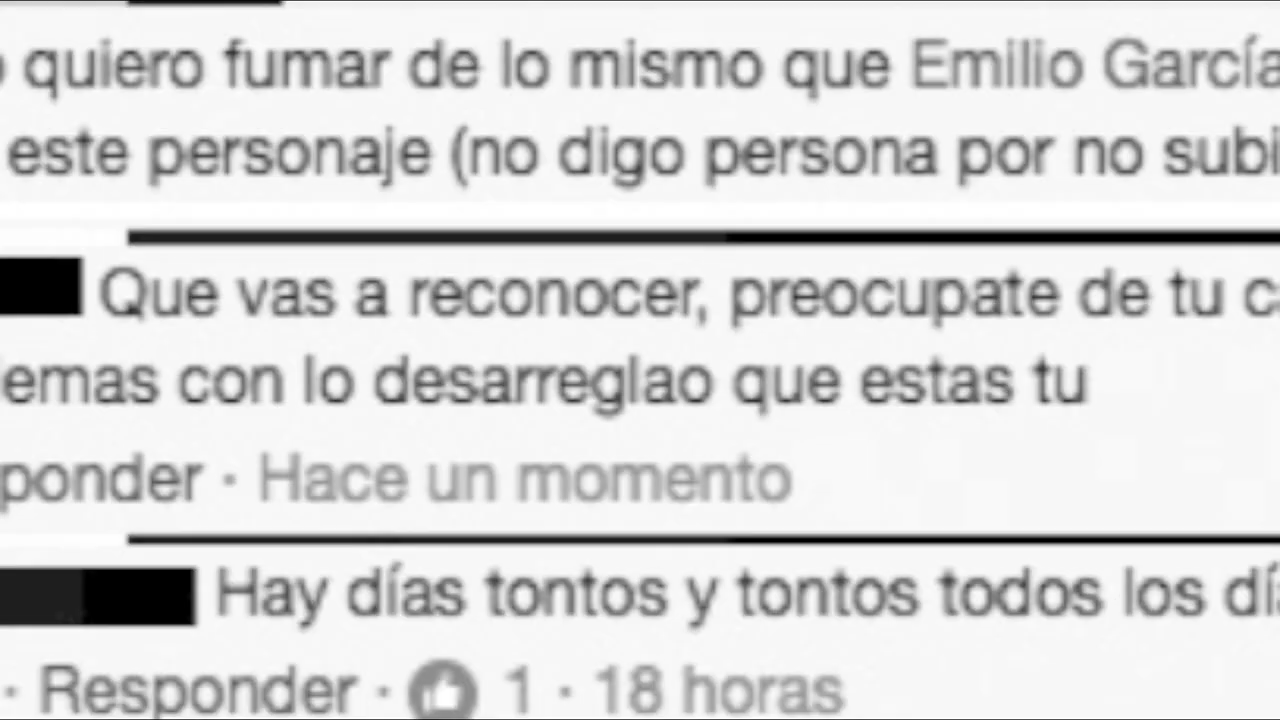 quiero fumar de lo mismo que Emilio García
este personaje (no digo persona por no subi
Que vas a reconocer, preocupate de tu c
lemas con lo desarreglao que estas tu
ponder · Hace un momento
Hay días tontos y tontos todos los dí
· Responder · 1 · 18 horas